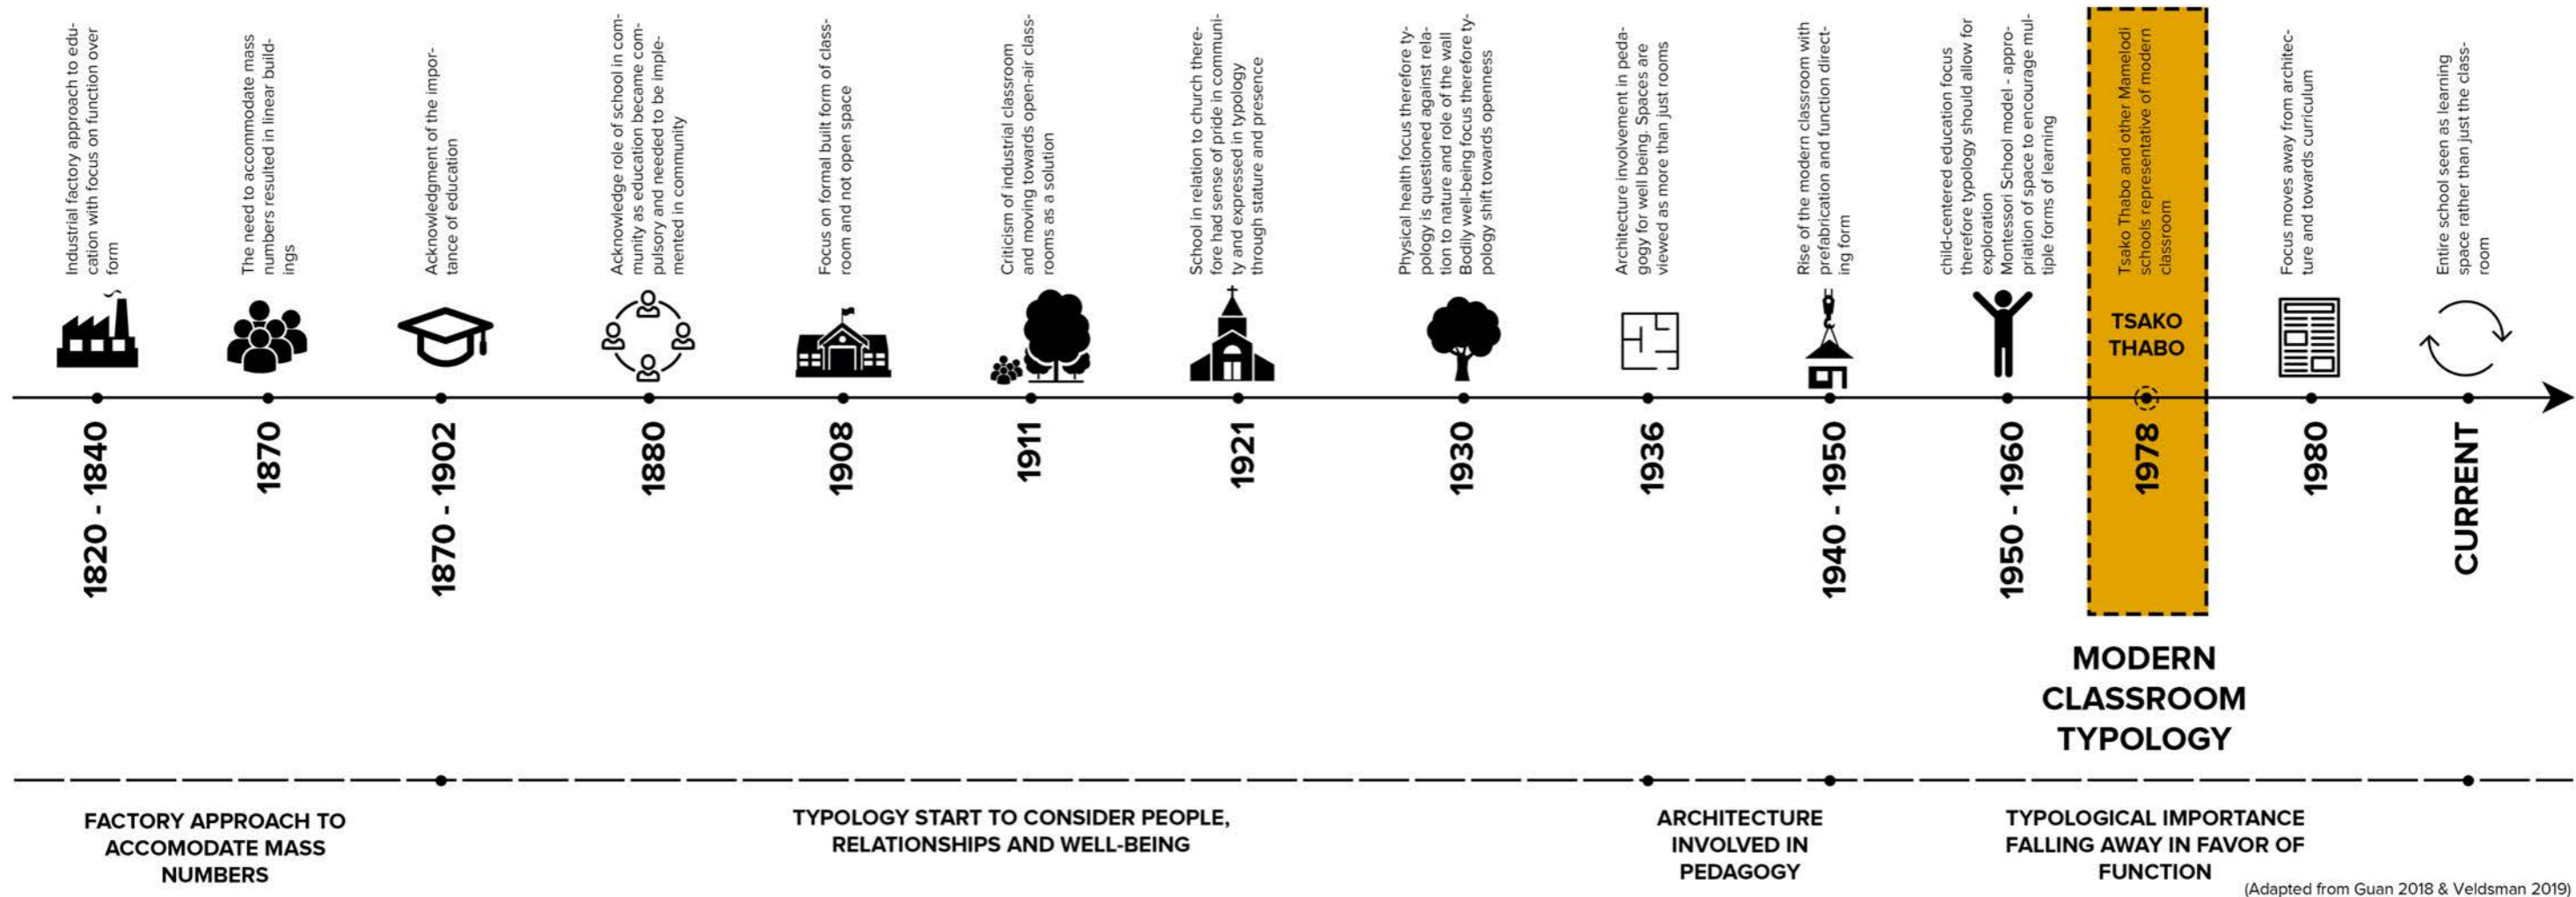 Industrial factory approach to edu-
cation with focus on function over
form
1820 - 1840
The need to accommodate mass
numbers resulted in linear build-
ings
1870
Acknowledgment of the impor-
tance of education
1870 - 1902
Acknowledge role of school in com-
munity as education became com-
pulsory and needed to be imple-
mented in community
1880
Focus on formal built form of class-
room and not open space
1908
Criticism of industrial classroom
and moving towards open-air class-
rooms as a solution
1911
School in relation to church there-
fore had sense of pride in communi-
ty and expressed in typology
through stature and presence
1921
Physical health focus therefore ty-
pology is questioned against rela-
tion to nature and role of the wall
Bodily well-being focus therefore ty-
pology shift towards openness
1930
Architecture involvement in peda-
gogy for well being. Spaces are
viewed as more than just rooms
1936
Rise of the modern classroom with
prefabrication and function direct-
ing form
1940 - 1950
child-centered education focus
therefore typology should allow for
exploration
Montessori School model - appro-
priation of space to encourage mul-
tiple forms of learning
1950 - 1960
Tsako Thabo and other Mamelodi
schools representative of modern
classroom
TSAKO
THABO
1978
Focus moves away from architec-
ture and towards curriculum
1980
Entire school seen as learning
space rather than just the class-
room
CURRENT
MODERN
CLASSROOM
TYPOLOGY
FACTORY APPROACH TO
ACCOMODATE MASS
NUMBERS
TYPOLOGY START TO CONSIDER PEOPLE,
RELATIONSHIPS AND WELL-BEING
ARCHITECTURE
INVOLVED IN
PEDAGOGY
TYPOLOGICAL IMPORTANCE
FALLING AWAY IN FAVOR OF
FUNCTION
(Adapted from Guan 2018 & Veldsman 2019)